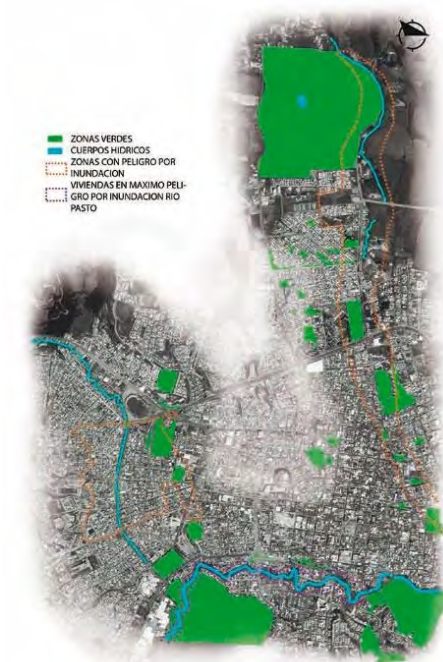 ZONAS VERDES
CUERPOS HIDRICOS
ZONAS CON PELIGRO POR
INUNDACION
VIVIENDAS EN MAXIMO PELI-
GRO POR INUNDACION RIO
PASTO